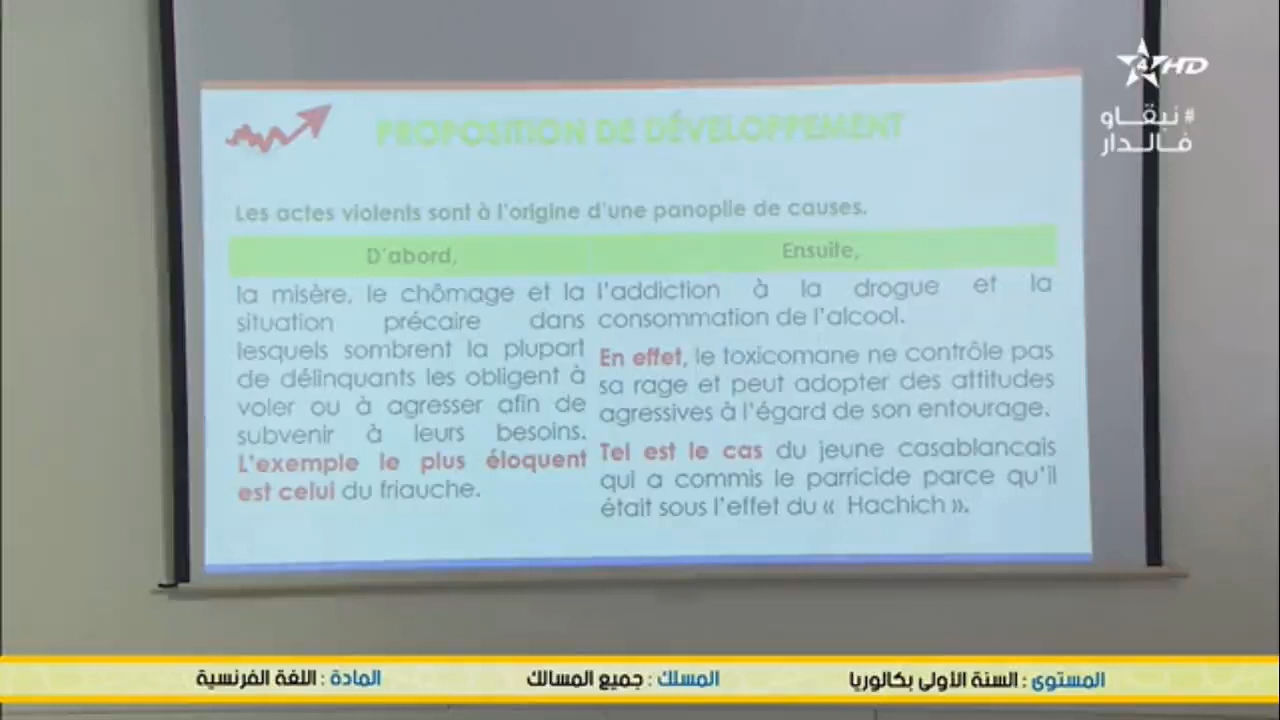 HD
#نبقاو
فالدار
PROPOSITION DE DÉVELOPPEMENT
Les actes violents sont à l'origine d'une panoplie de causes.
D'abord,
la misère, le chômage et la
situation précaire dans
lesquels sombrent la plupart
de délinquants les obligent à
voler ou à agresser afin de
subvenir à leurs besoins.
L'exemple le plus éloquent
est celui du friauche.
Ensuite,
l'addiction à la drogue et la
consommation de l'alcool.
En effet, le toxicomane ne contrôle pas
sa rage et peut adopter des attitudes
agressives à l'égard de son entourage.
Tel est le cas du jeune casablancais
qui a commis le parricide parce qu'il
était sous l'effet du « Hachich ».
المستوى : السنة الأولى بكالوريا المسلك : جميع المسالك المادة : اللغة الفرنسية